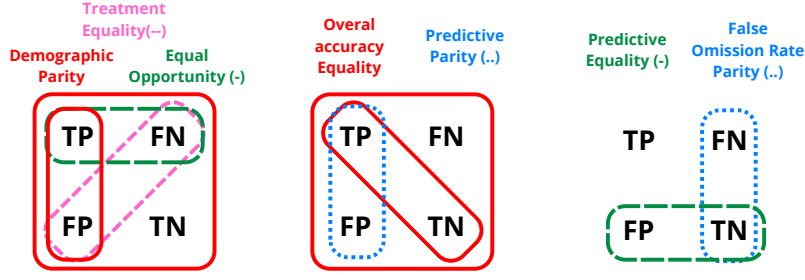 Treatment
Equality(--)
Demographic
Parity
Equal
Opportunity (-)
TP FN
FP TN
Overal
accuracy
Equality
Predictive
Parity (..)
TP FN
FP TN
Predictive
Equality (-)
False
Omission Rate
Parity (..)
TP FN
FP TN